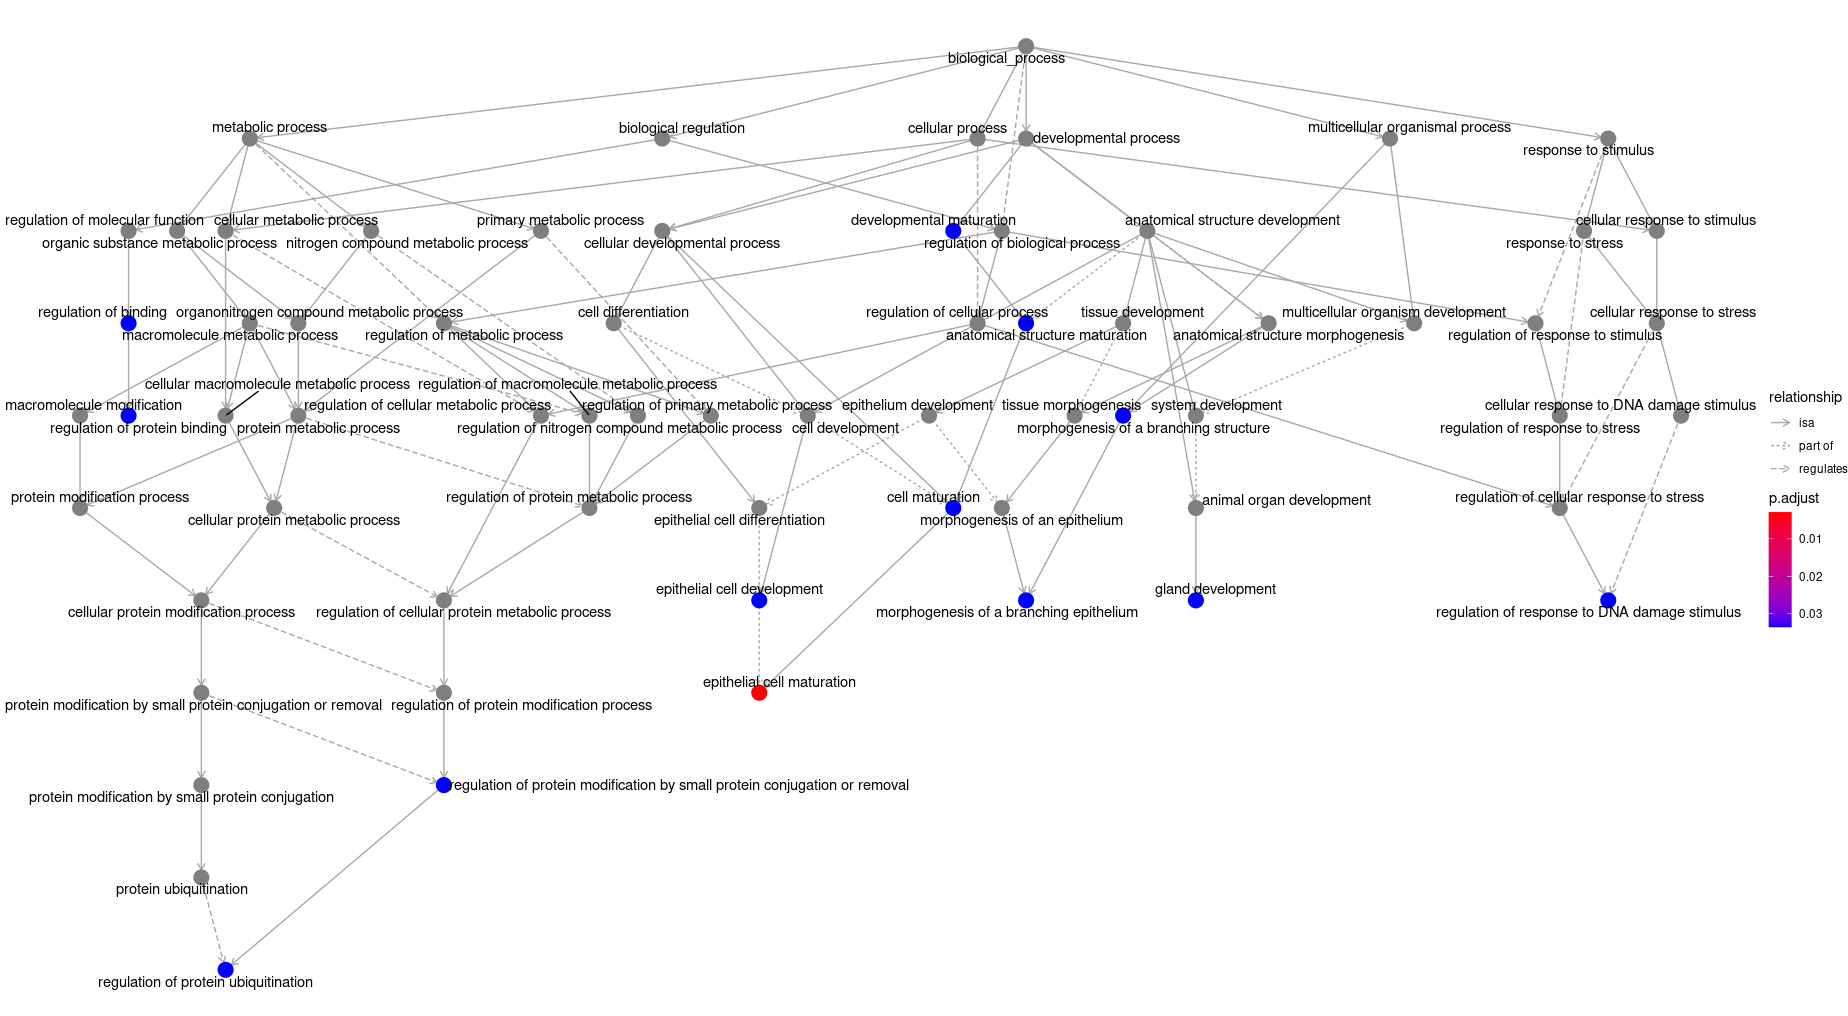 biological_process
metabolic process
biological regulation
cellular process
developmental process
multicellular organismal process
response to stimulus
regulation of molecular function
cellular metabolic process
primary metabolic process
developmental maturation
anatomical structure development
cellular response to stimulus
organic substance metabolic process
nitrogen compound metabolic process
cellular developmental process
regulation of biological process
response to stress
regulation of binding
organonitrogen compound metabolic process
cell differentiation
regulation of cellular process
tissue development
multicellular organism development
cellular response to stress
macromolecule metabolic process
regulation of metabolic process
anatomical structure maturation
anatomical structure morphogenesis
regulation of response to stimulus
cellular macromolecule metabolic process
regulation of macromolecule metabolic process
macromolecule modification
regulation of cellular metabolic process
regulation of primary metabolic process
epithelium development
tissue morphogenesis
system development
cellular response to DNA damage stimulus
regulation of protein binding
protein metabolic process
regulation of nitrogen compound metabolic process
cell development
morphogenesis of a branching structure
regulation of response to stress
protein modification process
regulation of protein metabolic process
cell maturation
animal organ development
regulation of cellular response to stress
cellular protein metabolic process
epithelial cell differentiation
morphogenesis of an epithelium
epithelial cell development
gland development
cellular protein modification process
regulation of cellular protein metabolic process
morphogenesis of a branching epithelium
regulation of response to DNA damage stimulus
epithelial cell maturation
protein modification by small protein conjugation or removal
regulation of protein modification process
regulation of protein modification by small protein conjugation or removal
protein modification by small protein conjugation
protein ubiquitination
regulation of protein ubiquitination
relationship
isa
part of
regulates
p.adjust
0.01
0.02
0.03